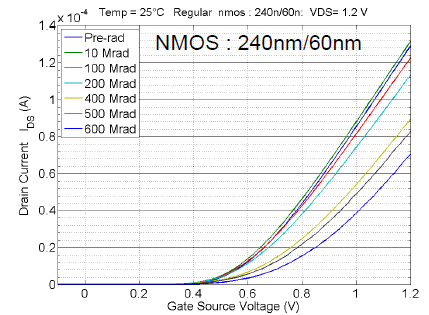 Temp = 25°C Regular nmos : 240n/60n: VDS= 1.2 V
x 10-4
NMOS : 240nm/60nm
Pre-rad
10 Mrad
100 Mrad
200 Mrad
400 Mrad
500 Mrad
600 Mrad
1.4
1.2
1
0.8
0.6
0.4
0.2
0
Drain Current IDS (A)
0 0.2 0.4 0.6 0.8 1 1.2
Gate Source Voltage (V)